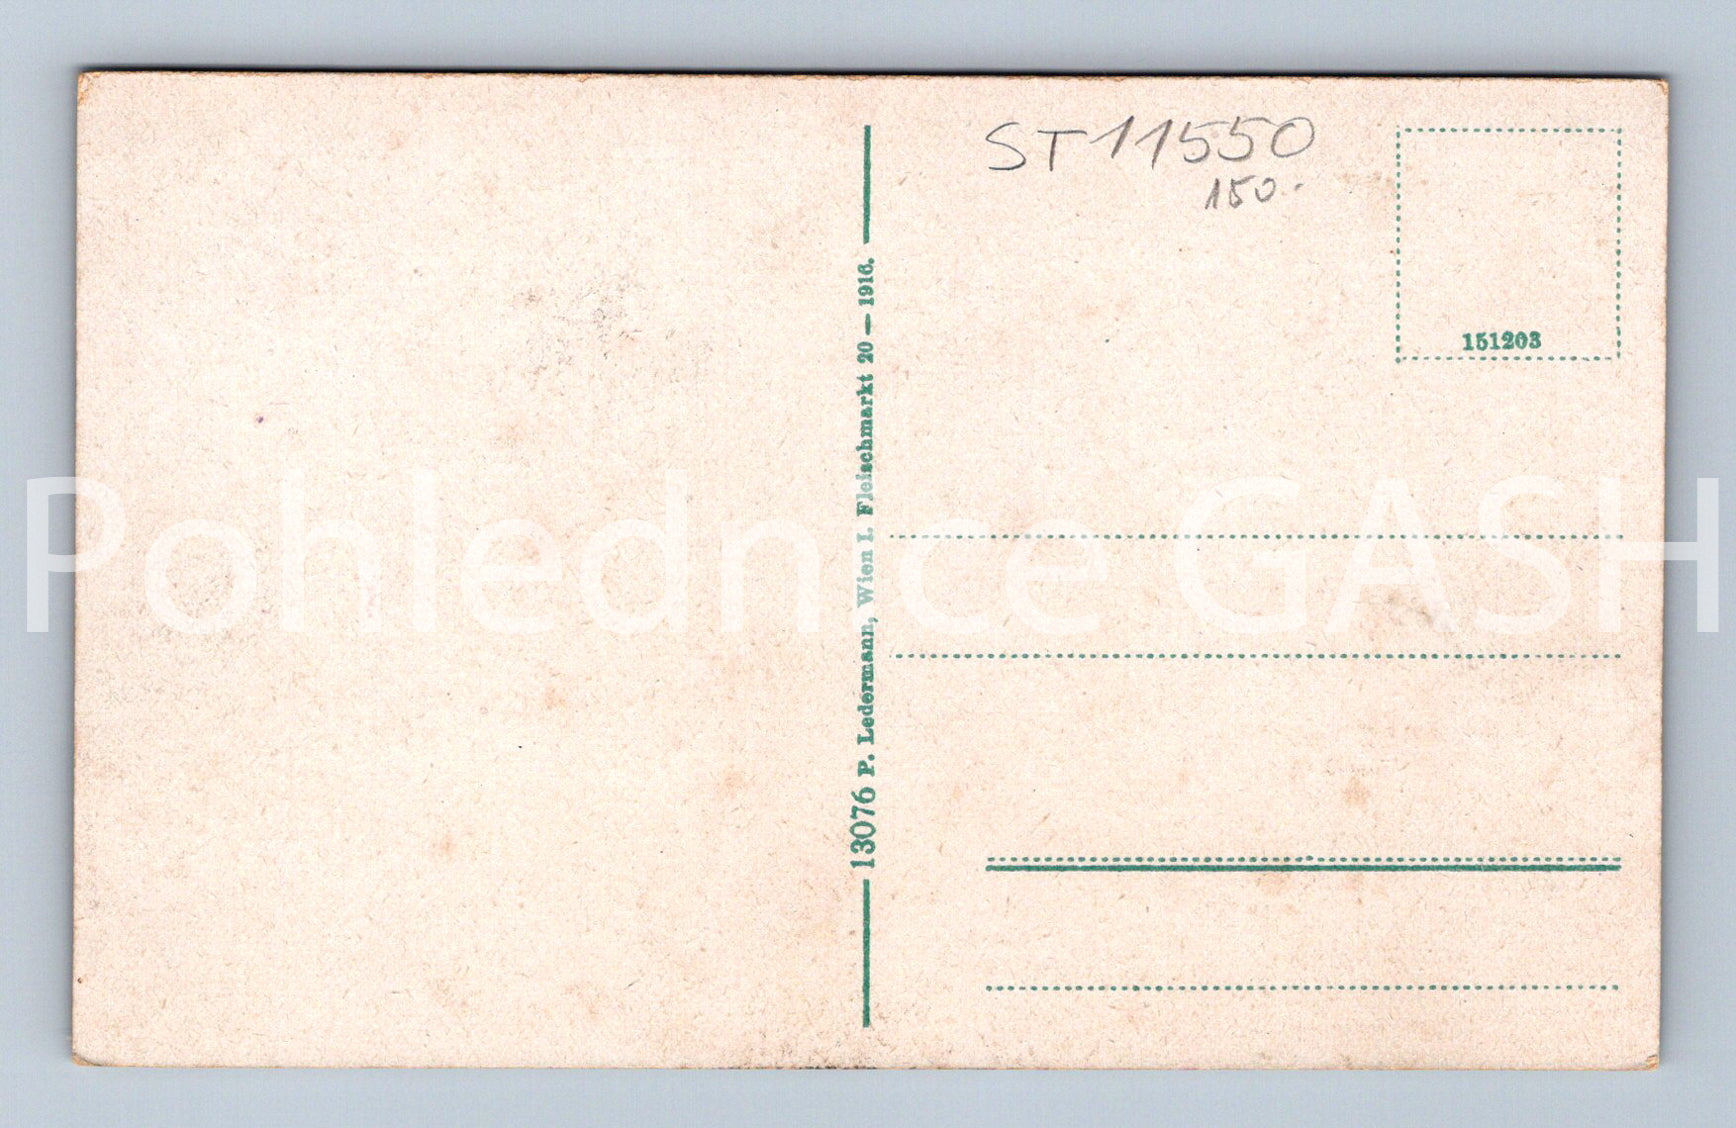 ST11550
150.-
151203
13076 P. Ledermann, Wien I. Fleischmarkt 20 — 1916.
Pohlednice GASH